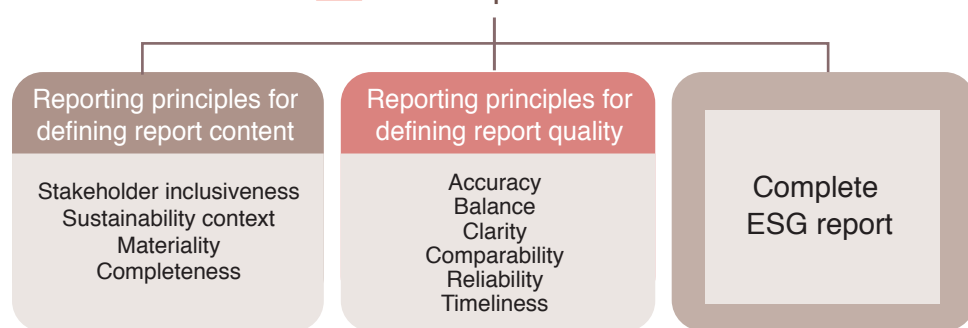 Reporting principles for
defining report content
Stakeholder inclusiveness
Sustainability context
Materiality
Completeness
Reporting principles for
defining report quality
Accuracy
Balance
Clarity
Comparability
Reliability
Timeliness
Complete
ESG report